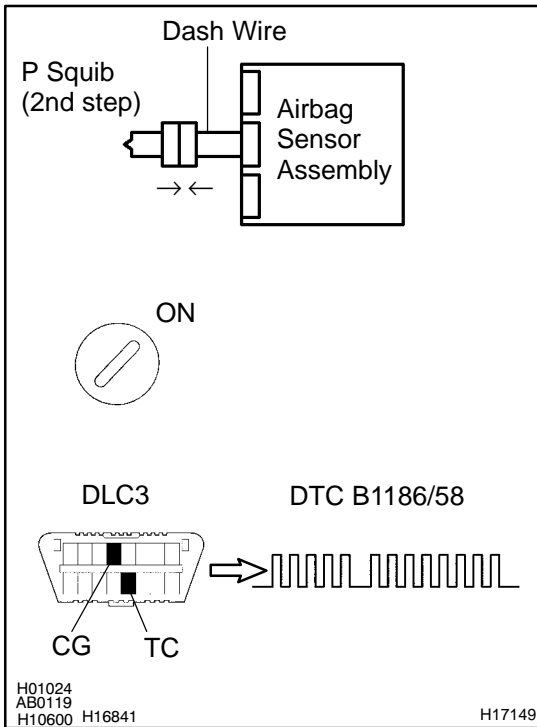 Dash Wire
P Squib
(2nd step)
Airbag
Sensor
Assembly
ON
DLC3
DTC B1186/58
CG
TC
H01024
AB0119
H10600 H16841
H17149